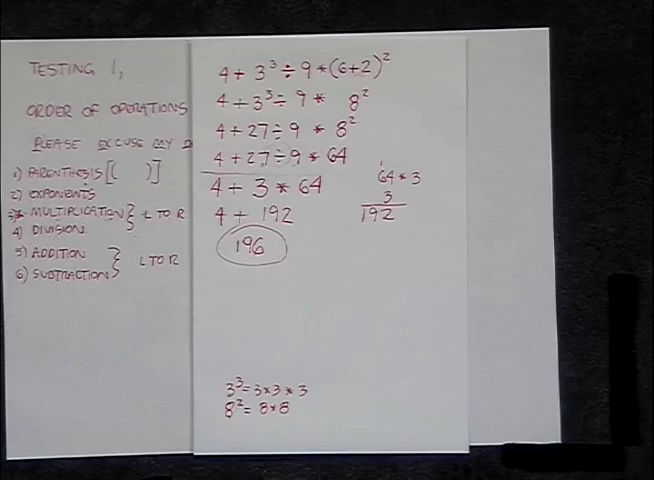 TESTING 1,
ORDER OF OPERATIONS
PLEASE EXCUSE MY D
1) PARENTHESIS [( )]
2) EXPONENTS
3) MULTIPLICATION } L TO R
4) DIVISION
5) ADDITION } L TO R
6) SUBTRACTION
4 + 3³ ÷ 9 * (6+2)²
4 + 3³ ÷ 9 * 8²
4 + 27 ÷ 9 * 8²
4 + 27 ÷ 9 * 64
4 + 3 * 64
4 + 192
196
1
64 * 3
3
192
3³ = 3 * 3 * 3
8² = 8 * 8